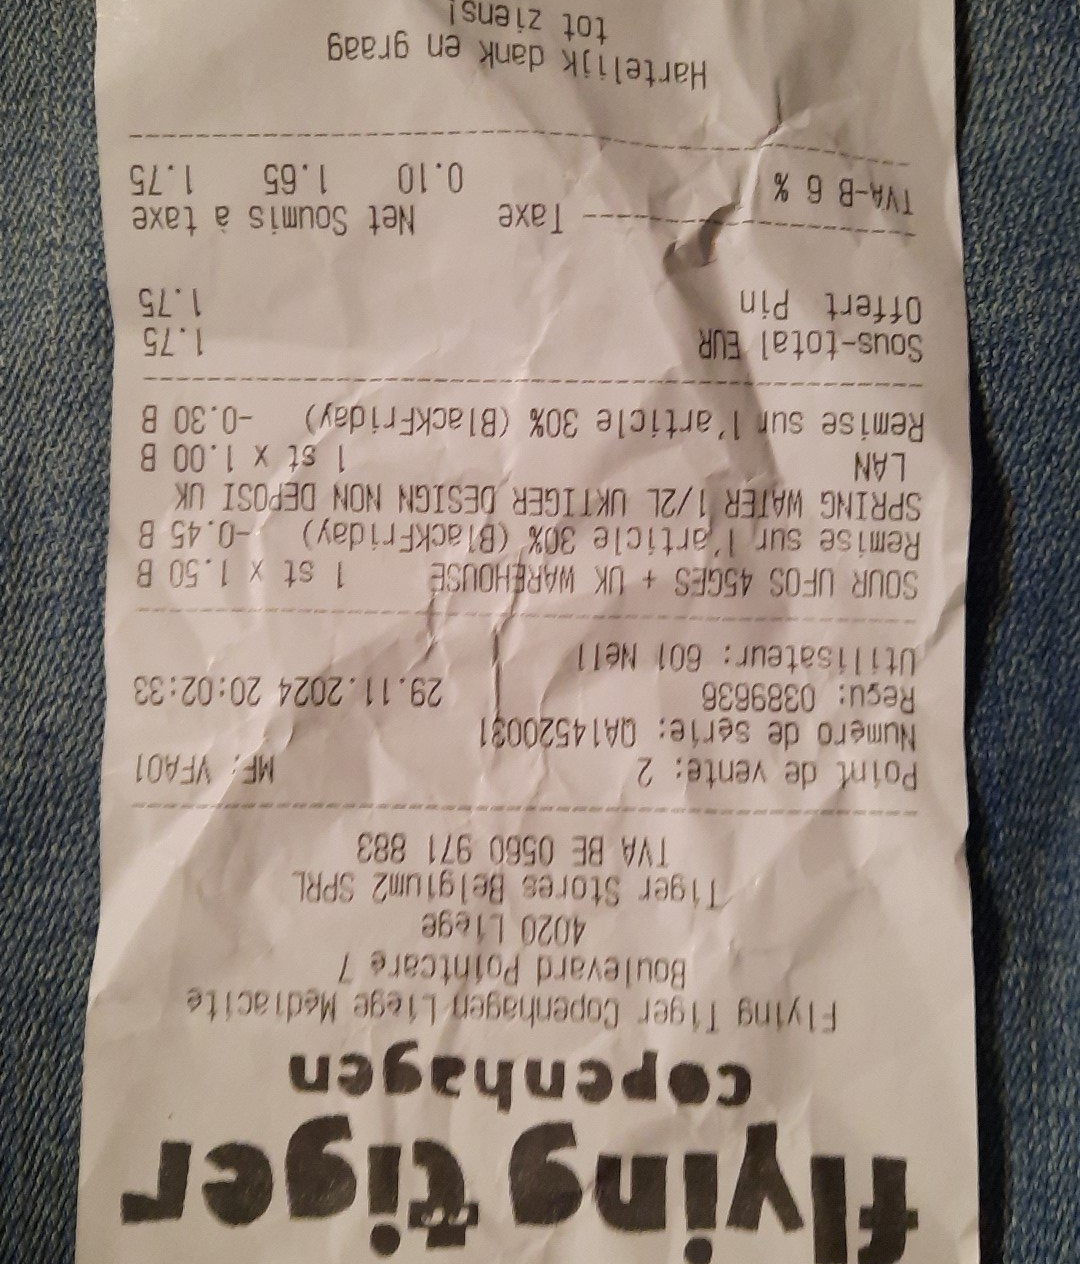 flying tiger
copenhagen
Flying Tiger Copenhagen Liege Mediacite
Boulevard Pointcare 7
4020 Liege
Tiger Stores Belgium2 SPRL
TVA BE 0560 971 883
Point de vente: 2 MF: VFA01
Numero de série: QA14520031
Reçu: 0389636 29.11.2024 20:02:33
Utilisateur: 601 Nell
SOUR UFOS 45GES + UK WAREHOUSE 1 st x 1.50 B
Remise sur l'article 30% (BlackFriday) -0.45 B
SPRING WATER 1/2L UKTIGER DESIGN NON DEPOSI UK
LAN 1 st x 1.00 B
Remise sur l'article 30% (BlackFriday) -0.30 B
Sous-total EUR 1.75
Offert Pin 1.75
Taxe Net Soumis à taxe
TVA-B 6 % 0.10 1.65 1.75
Hartelijk dank en graag
tot ziens!